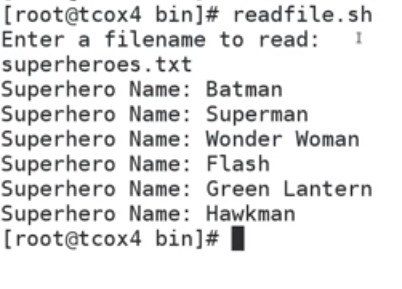 [root@tcox4 bin]# readfile.sh
Enter a filename to read:
superheroes.txt
Superhero Name: Batman
Superhero Name: Superman
Superhero Name: Wonder Woman
Superhero Name: Flash
Superhero Name: Green Lantern
Superhero Name: Hawkman
[root@tcox4 bin]#